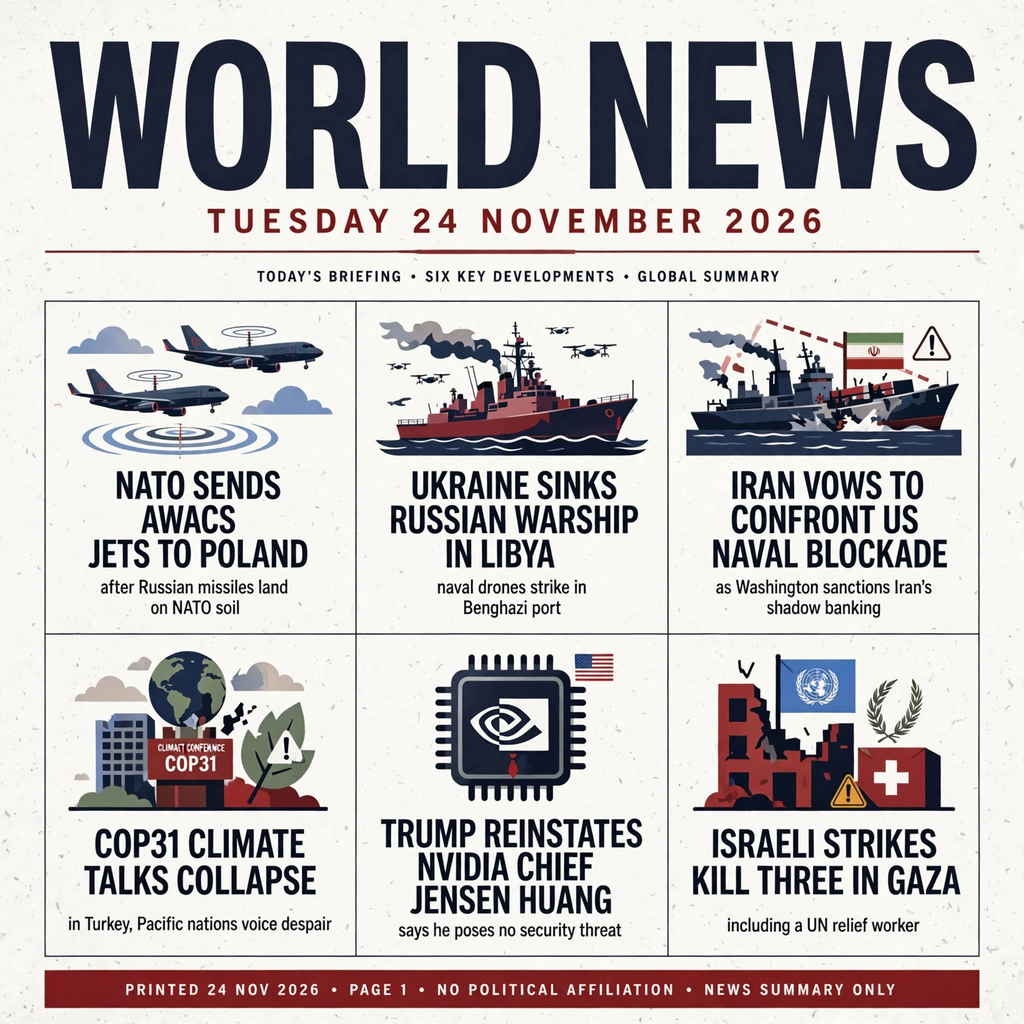 WORLD NEWS
TUESDAY 24 NOVEMBER 2026
TODAY'S BRIEFING • SIX KEY DEVELOPMENTS • GLOBAL SUMMARY
NATO SENDS
AWACS
JETS TO POLAND
after Russian missiles land
on NATO soil
UKRAINE SINKS
RUSSIAN WARSHIP
IN LIBYA
naval drones strike in
Benghazi port
IRAN VOWS TO
CONFRONT US
NAVAL BLOCKADE
as Washington sanctions Iran's
shadow banking
COP31
COP31 CLIMATE
TALKS COLLAPSE
in Turkey, Pacific nations voice despair
TRUMP REINSTATES
NVIDIA CHIEF
JENSEN HUANG
says he poses no security threat
ISRAELI STRIKES
KILL THREE IN GAZA
including a UN relief worker
PRINTED 24 NOV 2026 • PAGE 1 • NO POLITICAL AFFILIATION • NEWS SUMMARY ONLY